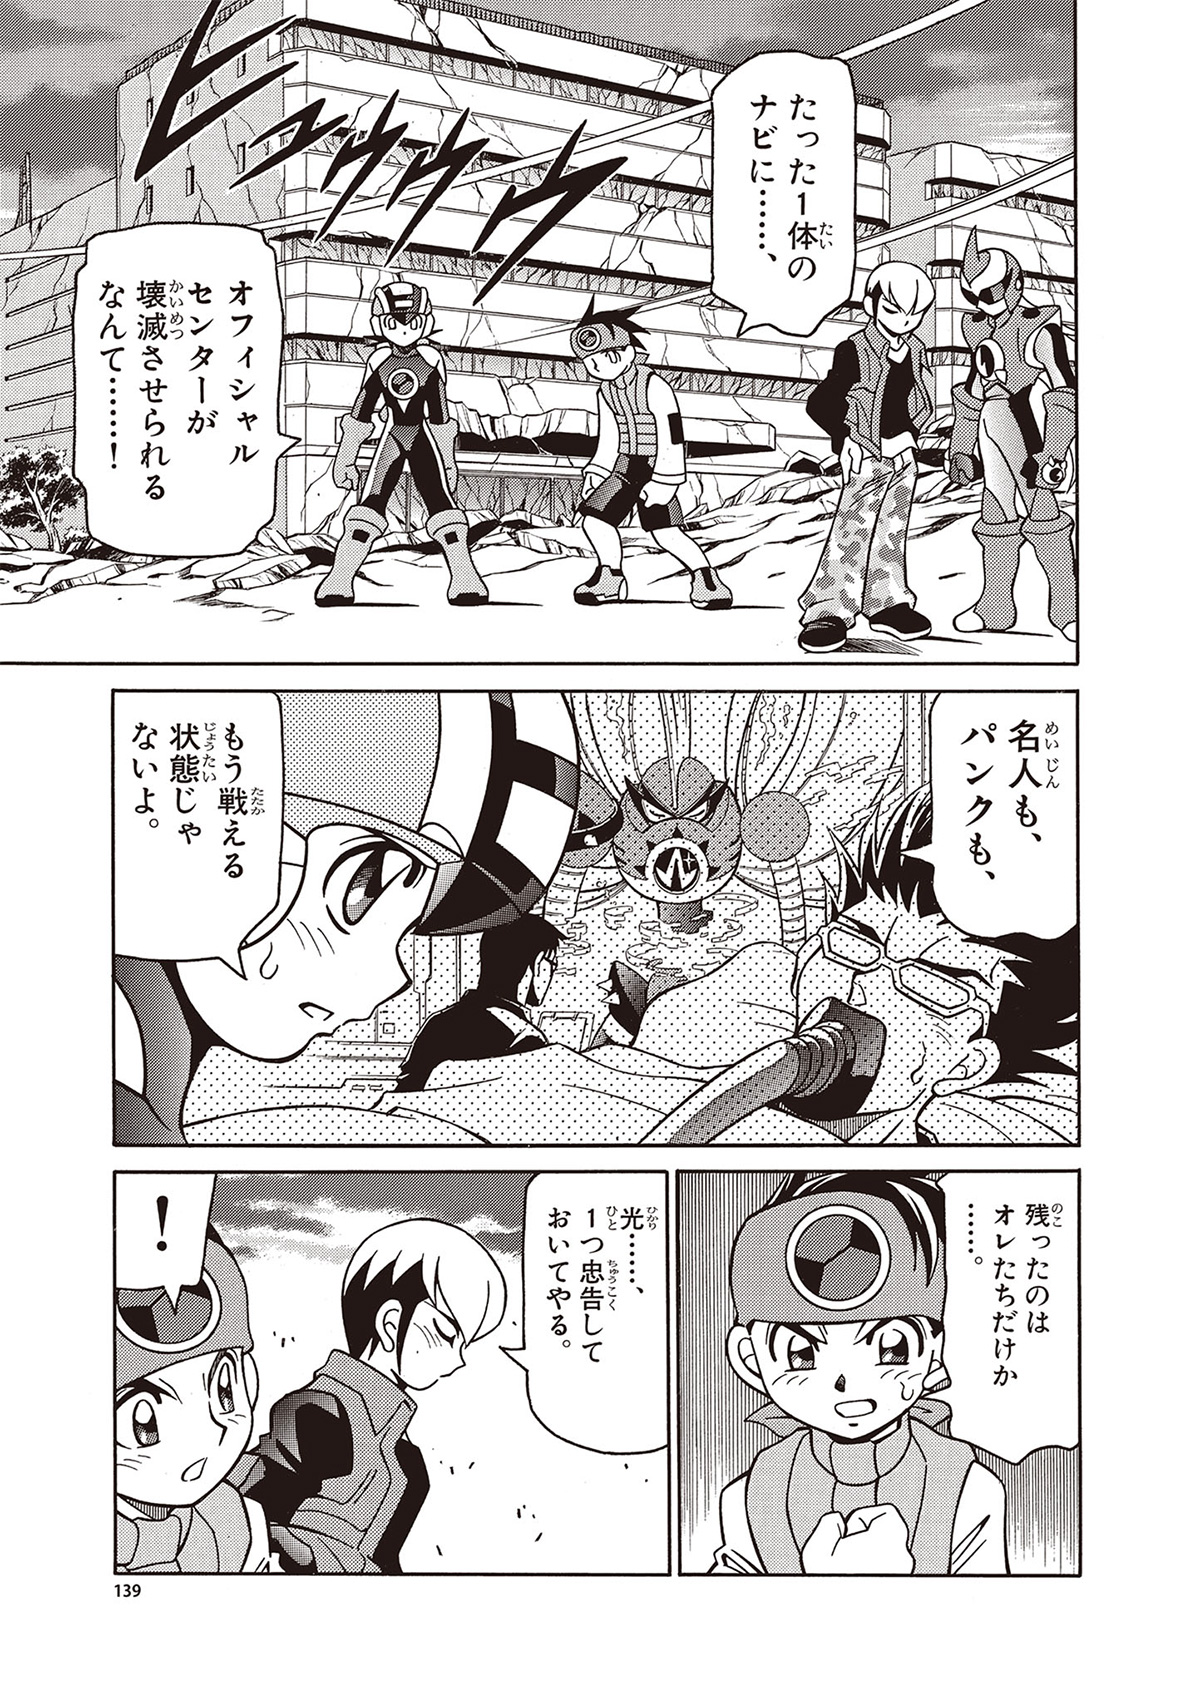 たった1体の
ナビに……、
ビュウウウ
オフィシャル
センターが
壊滅させられる
なんて……！
名人も、
パンクも、
もう戦える
状態じゃ
ないよ。
残ったのは
オレたちだけか
……。
光……、
1つ忠告して
おいてやる。
！
139